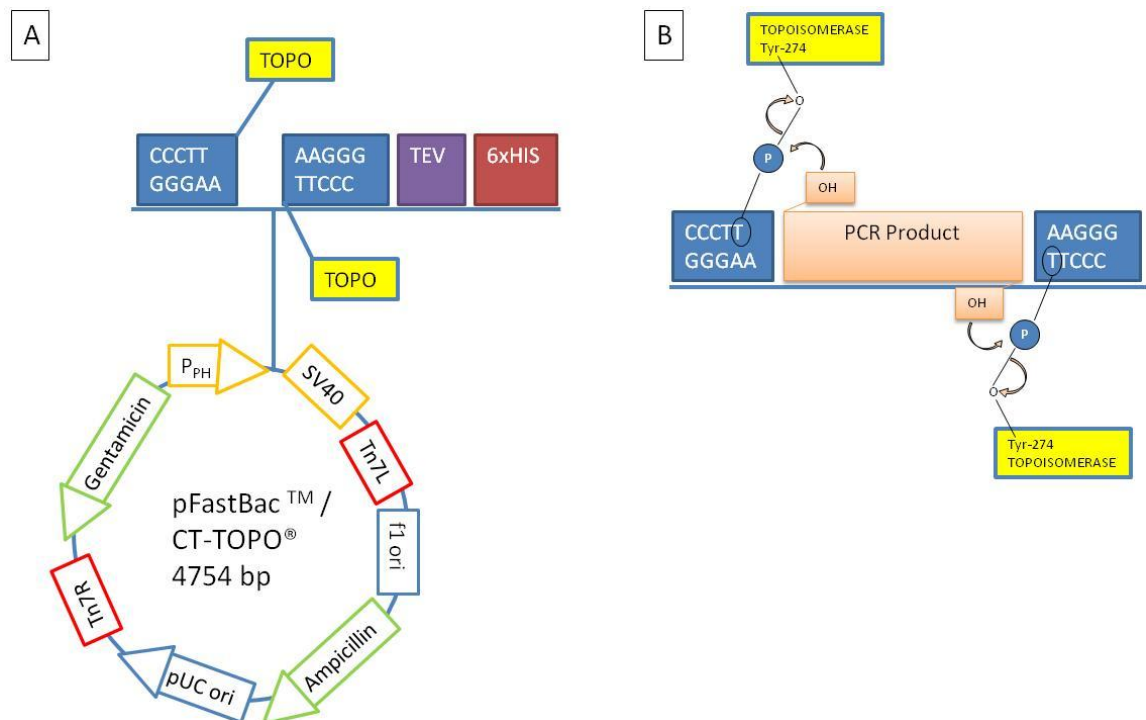 A
TOPO
CCCTT
GGGAA
AAGGG
TTCCC
TEV
6xHIS
TOPO
PPH
SV40
Gentamicin
Tn7L
pFastBac TM /
CT-TOPO®
4754 bp
f1 ori
Tn7R
Ampicillin
pUC ori
B
TOPOISOMERASE
Tyr-274
O
P
OH
CCCTT
GGGAA
PCR Product
AAGGG
TTCCC
OH
P
O
Tyr-274
TOPOISOMERASE